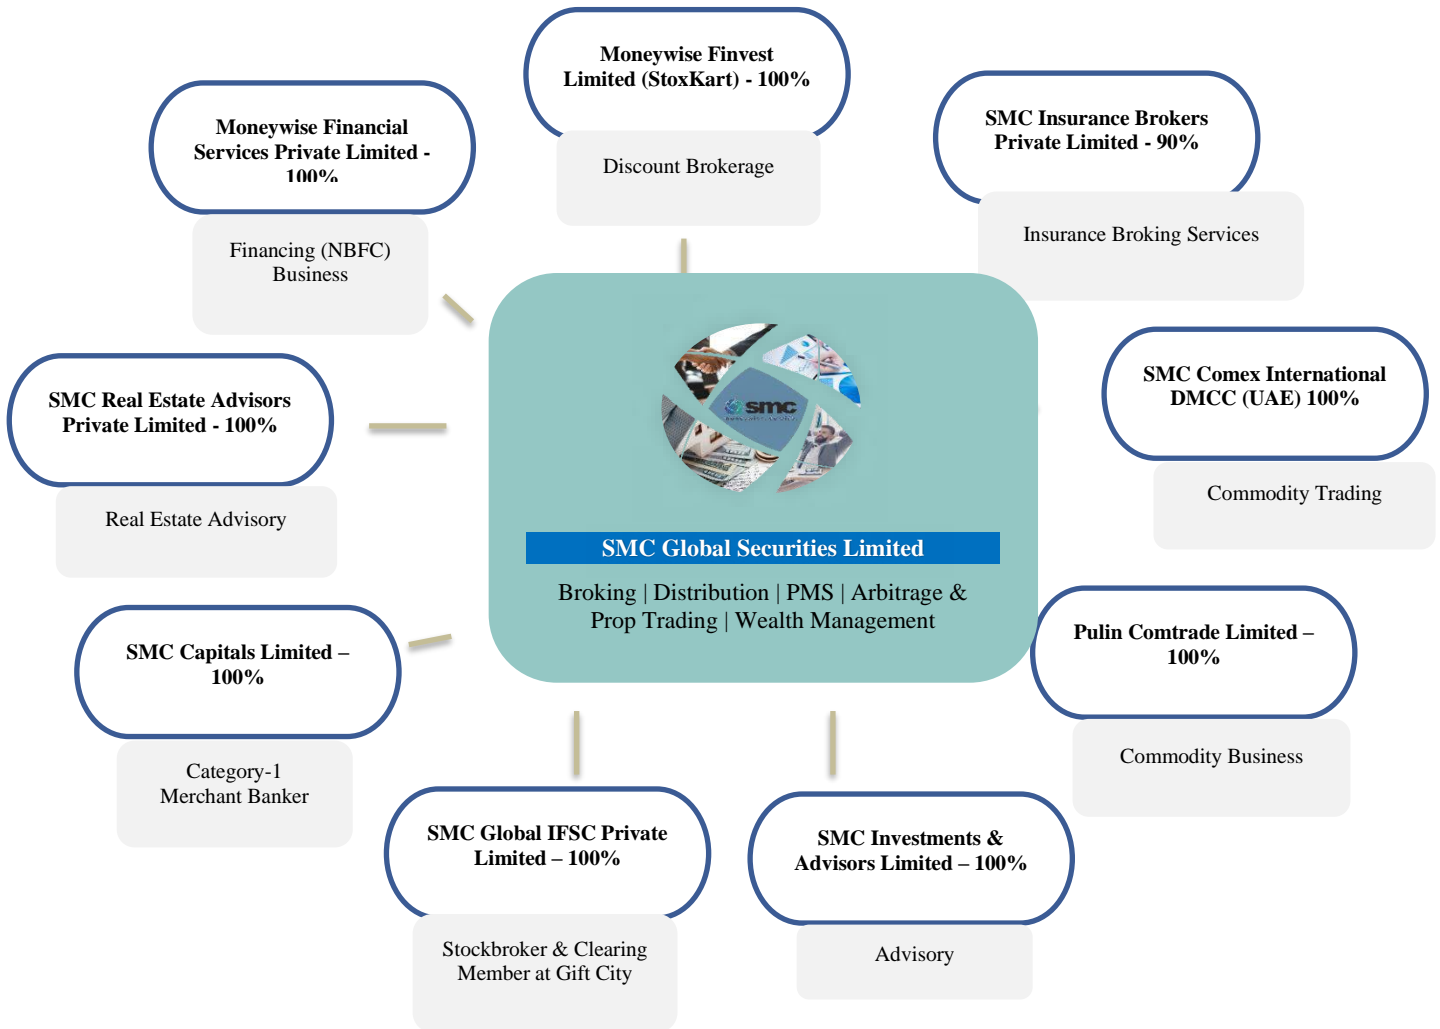 Moneywise Finvest
Limited (StoxKart) - 100%
Discount Brokerage
Moneywise Financial
Services Private Limited -
100%
Financing (NBFC)
Business
SMC Insurance Brokers
Private Limited - 90%
Insurance Broking Services
SMC Real Estate Advisors
Private Limited - 100%
Real Estate Advisory
smc
SMC Global Securities Limited
Broking | Distribution | PMS | Arbitrage &
Prop Trading | Wealth Management
SMC Comex International
DMCC (UAE) 100%
Commodity Trading
SMC Capitals Limited –
100%
Category-1
Merchant Banker
Pulin Comtrade Limited –
100%
Commodity Business
SMC Global IFSC Private
Limited – 100%
Stockbroker & Clearing
Member at Gift City
SMC Investments &
Advisors Limited – 100%
Advisory